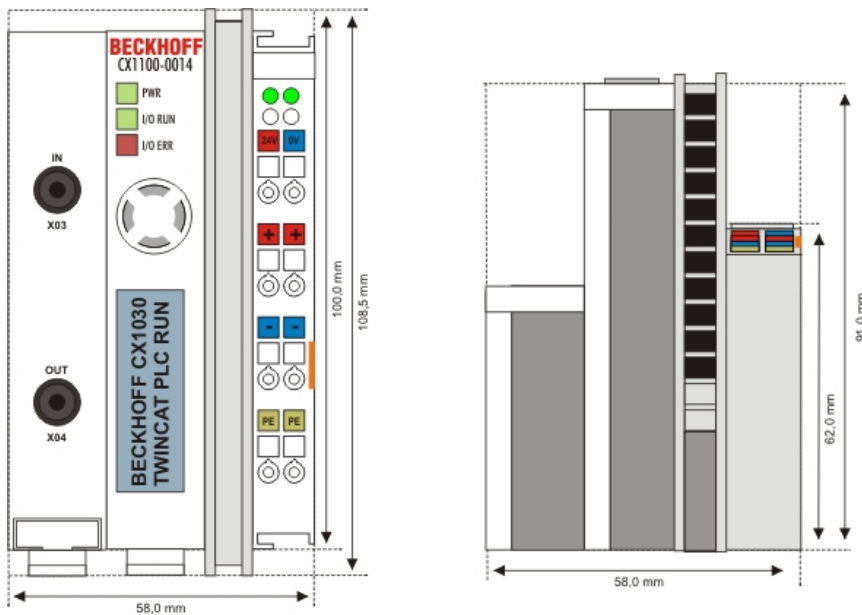 BECKHOFF
CX1100-0014
PWR
I/O RUN
I/O ERR
IN
X03
OUT
X04
BECKHOFF CX1030
TWINCAT PLC RUN
24V 0V
+ +
- -
PE PE
100,0 mm
108,5 mm
58,0 mm
91,0 mm
62,0 mm
58,0 mm